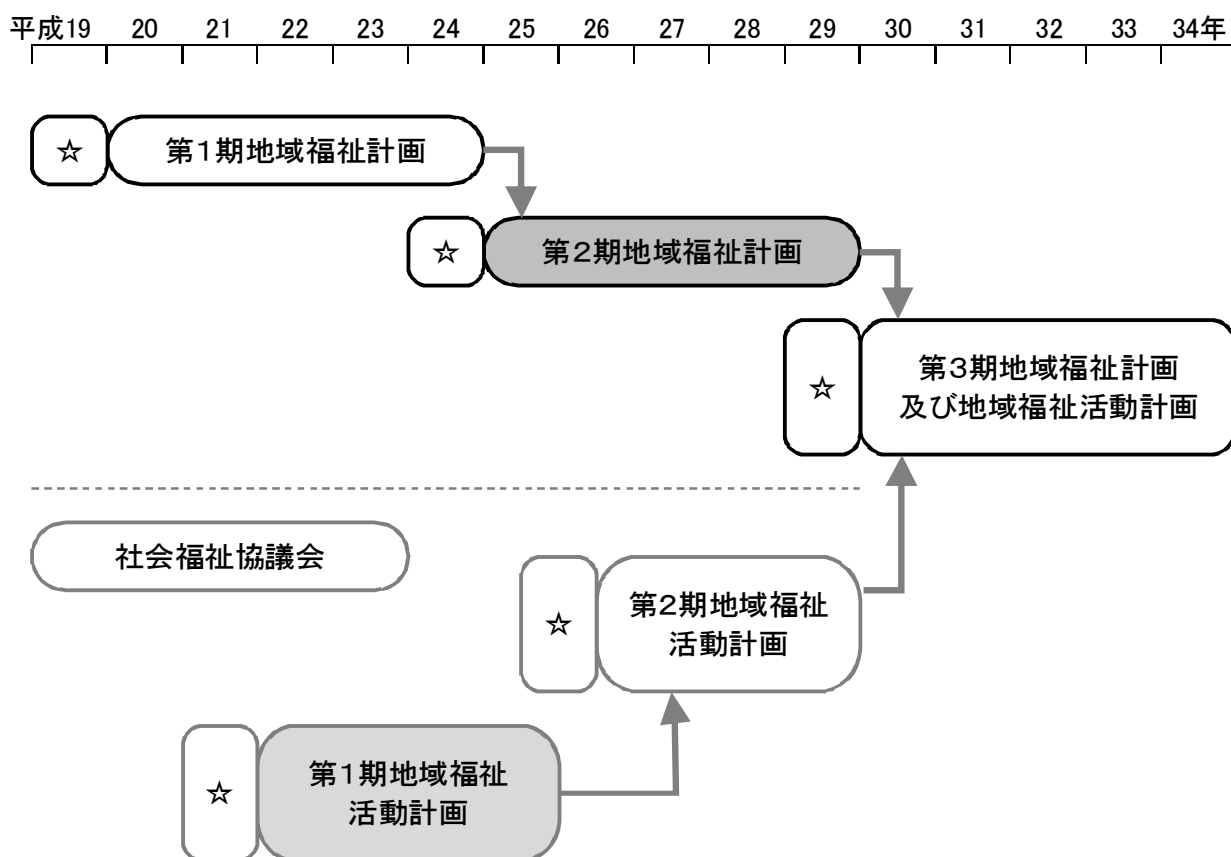 平成19 20 21 22 23 24 25 26 27 28 29 30 31 32 33 34年
☆ 第1期地域福祉計画
☆ 第2期地域福祉計画
第3期地域福祉計画
☆
及び地域福祉活動計画
社会福祉協議会
第2期地域福祉
☆
活動計画
第1期地域福祉
☆
活動計画